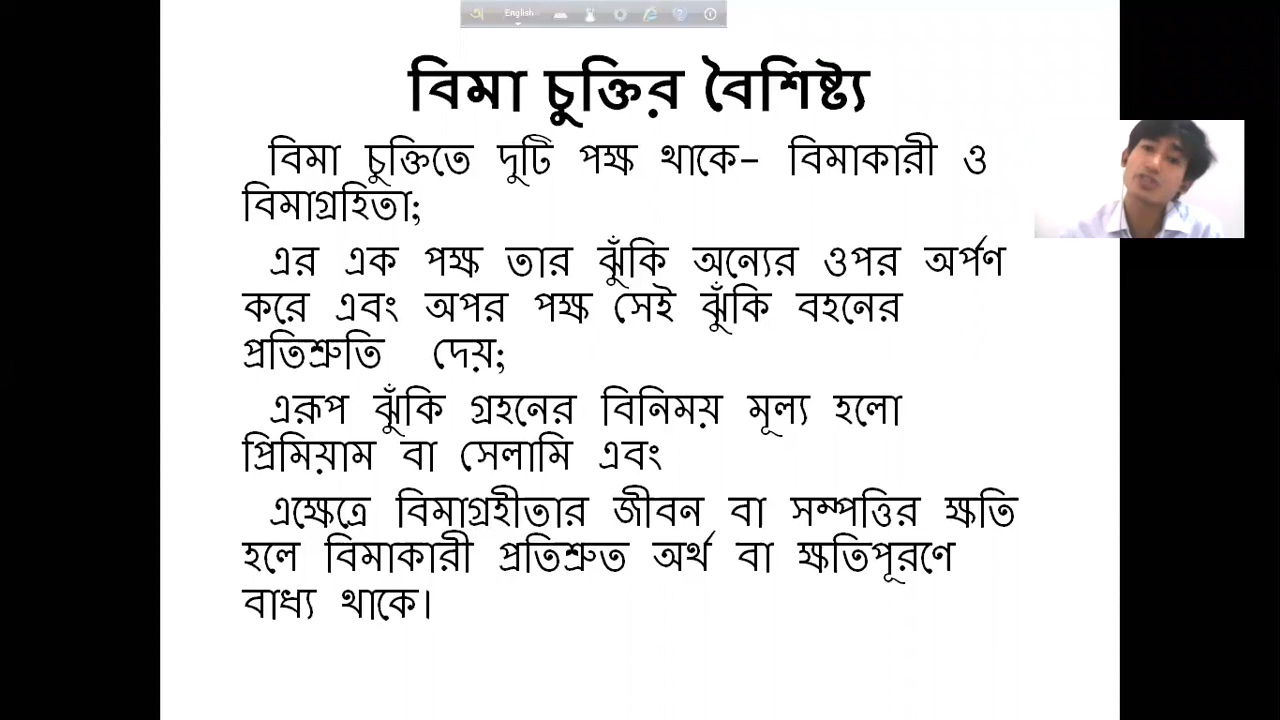 English
বিমা চুক্তির বৈশিষ্ট্য
বিমা চুক্তিতে দুটি পক্ষ থাকে- বিমাকারী ও
বিমাগ্রহিতা;
এর এক পক্ষ তার ঝুঁকি অন্যের ওপর অর্পণ
করে এবং অপর পক্ষ সেই ঝুঁকি বহনের
প্রতিশ্রুতি দেয়;
এরূপ ঝুঁকি গ্রহনের বিনিময় মূল্য হলো
প্রিমিয়াম বা সেলামি এবং
এক্ষেত্রে বিমাগ্রহীতার জীবন বা সম্পত্তির ক্ষতি
হলে বিমাকারী প্রতিশ্রুত অর্থ বা ক্ষতিপূরণে
বাধ্য থাকে।